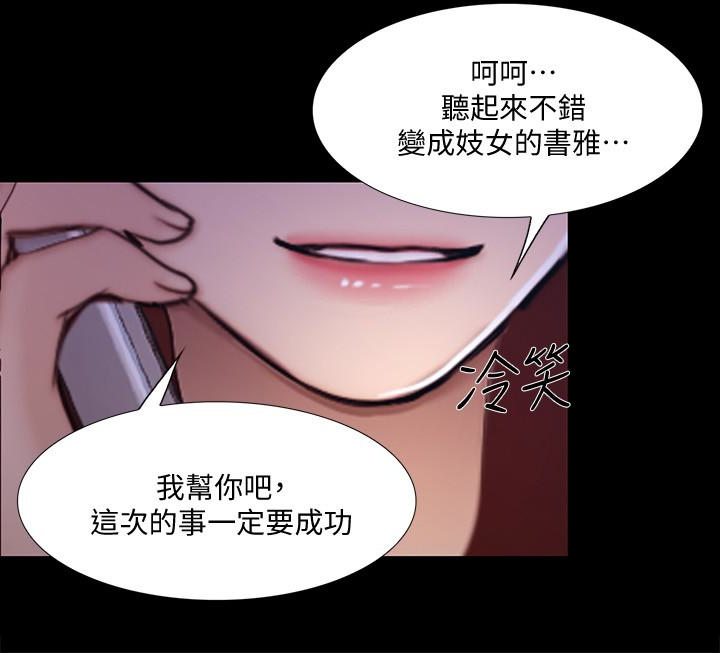 呵呵…
聽起來不錯
變成妓女的書雅…
冷笑
我幫你吧，
這次的事一定要成功